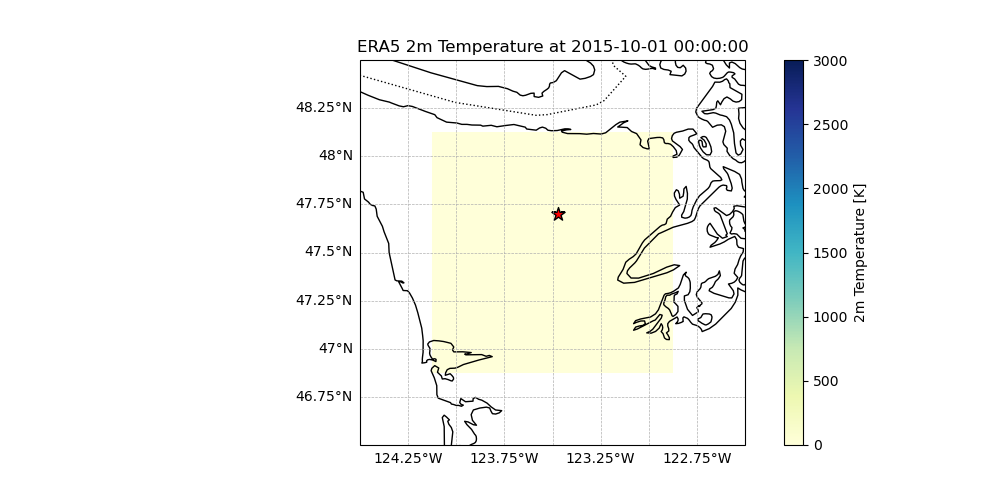 ERA5 2m Temperature at 2015-10-01 00:00:00
48.25°N
48°N
47.75°N
47.5°N
47.25°N
47°N
46.75°N
124.25°W 123.75°W 123.25°W 122.75°W
3000
2500
2000
1500
1000
500
0
2m Temperature [K]